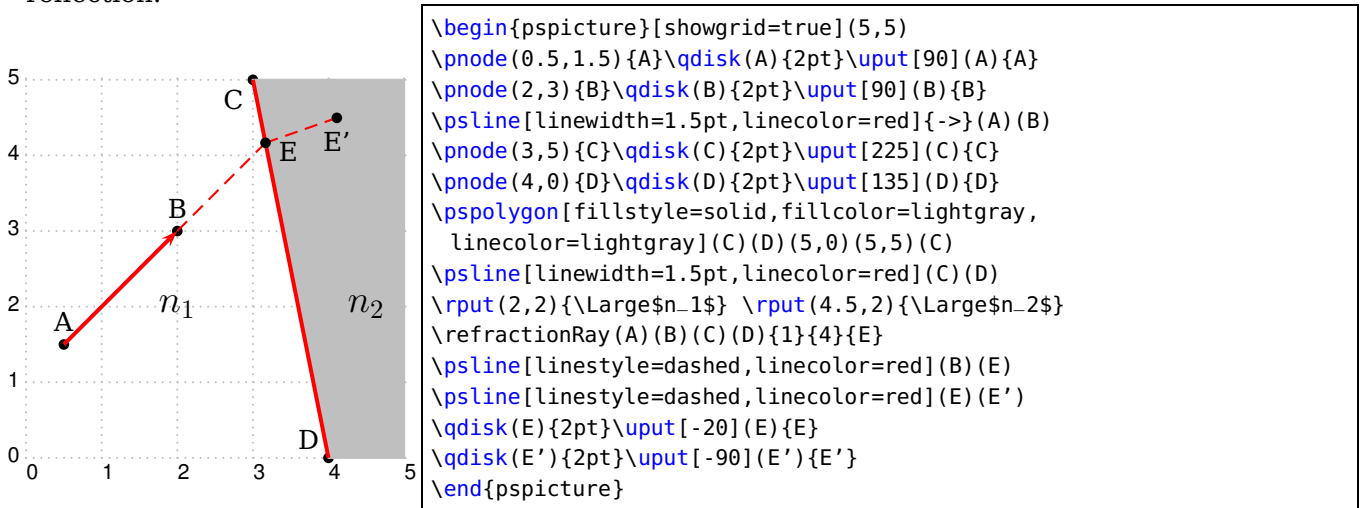 reflection.
5
C
E
E'
4
B
3
n₁
n₂
2
A
1
D
0
0 1 2 3 4 5
\begin{pspicture}[showgrid=true](5,5)
\pnode(0.5,1.5){A}\qdisk(A){2pt}\uput[90](A){A}
\pnode(2,3){B}\qdisk(B){2pt}\uput[90](B){B}
\psline[linewidth=1.5pt,linecolor=red]{->}(A)(B)
\pnode(3,5){C}\qdisk(C){2pt}\uput[225](C){C}
\pnode(4,0){D}\qdisk(D){2pt}\uput[135](D){D}
\pspolygon[fillstyle=solid,fillcolor=lightgray,
linecolor=lightgray](C)(D)(5,0)(5,5)(C)
\psline[linewidth=1.5pt,linecolor=red](C)(D)
\rput(2,2){\Large$n_1$} \rput(4.5,2){\Large$n_2$}
\refractionRay(A)(B)(C)(D){1}{4}{E}
\psline[linestyle=dashed,linecolor=red](B)(E)
\psline[linestyle=dashed,linecolor=red](E)(E’)
\qdisk(E){2pt}\uput[-20](E){E}
\qdisk(E’){2pt}\uput[-90](E’){E’}
\end{pspicture}